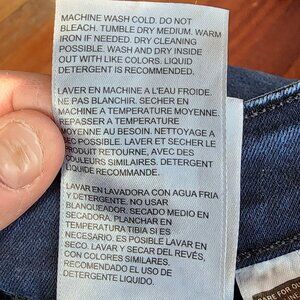 MACHINE WASH COLD. DO NOT
BLEACH. TUMBLE DRY MEDIUM. WARM
IRON IF NEEDED. DRY CLEANING
POSSIBLE. WASH AND DRY INSIDE
OUT WITH LIKE COLORS. LIQUID
DETERGENT IS RECOMMENDED.
LAVER EN MACHINE A L'EAU FROIDE.
NE PAS BLANCHIR. SECHER EN
MACHINE A TEMPERATURE MOYENNE.
REPASSER A TEMPERATURE
MOYENNE AU BESOIN. NETTOYAGE A
SEC POSSIBLE. LAVER ET SECHER LE
PRODUIT RETOURNE, AVEC DES
COULEURS SIMILAIRES. DETERGENT
LIQUIDE RECOMMANDE.
LAVAR EN LAVADORA CON AGUA FRIA
Y DETERGENTE. NO USAR
BLANQUEADOR. SECADO MEDIO EN
SECADORA. PLANCHAR EN
TEMPERATURA TIBIA SI ES
NECESARIO. ES POSIBLE LAVAR EN
SECO. LAVAR Y SECAR DEL REVÉS,
CON COLORES SIMILARES.
RECOMENDADO EL USO DE
DETERGENTE LIQUIDO.
CARE FOR